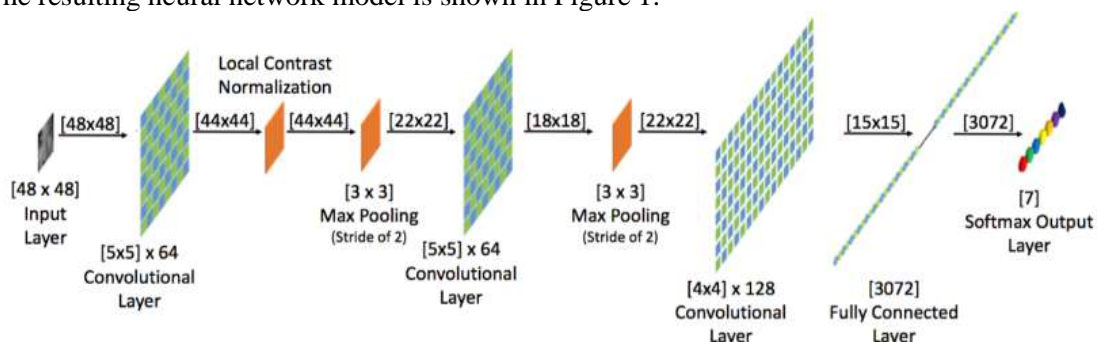 The resulting neural network model is shown in Figure 1.
Local Contrast
Normalization
[48x48]
[44x44]
[44x44]
[22x22]
[18x18]
[22x22]
[15x15]
[3072]
[48 x 48]
Input
Layer
[5x5] x 64
Convolutional
Layer
[3 x 3]
Max Pooling
(Stride of 2)
[5x5] x 64
Convolutional
Layer
[3 x 3]
Max Pooling
(Stride of 2)
[4x4] x 128
Convolutional
Layer
[3072]
Fully Connected
Layer
[7]
Softmax Output
Layer